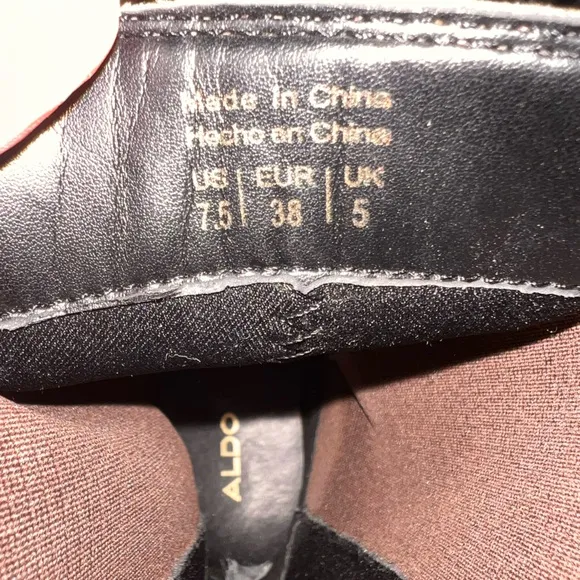 Made in China
Hecho en China
US | EUR | UK
7.5 | 38 | 5
ALDO